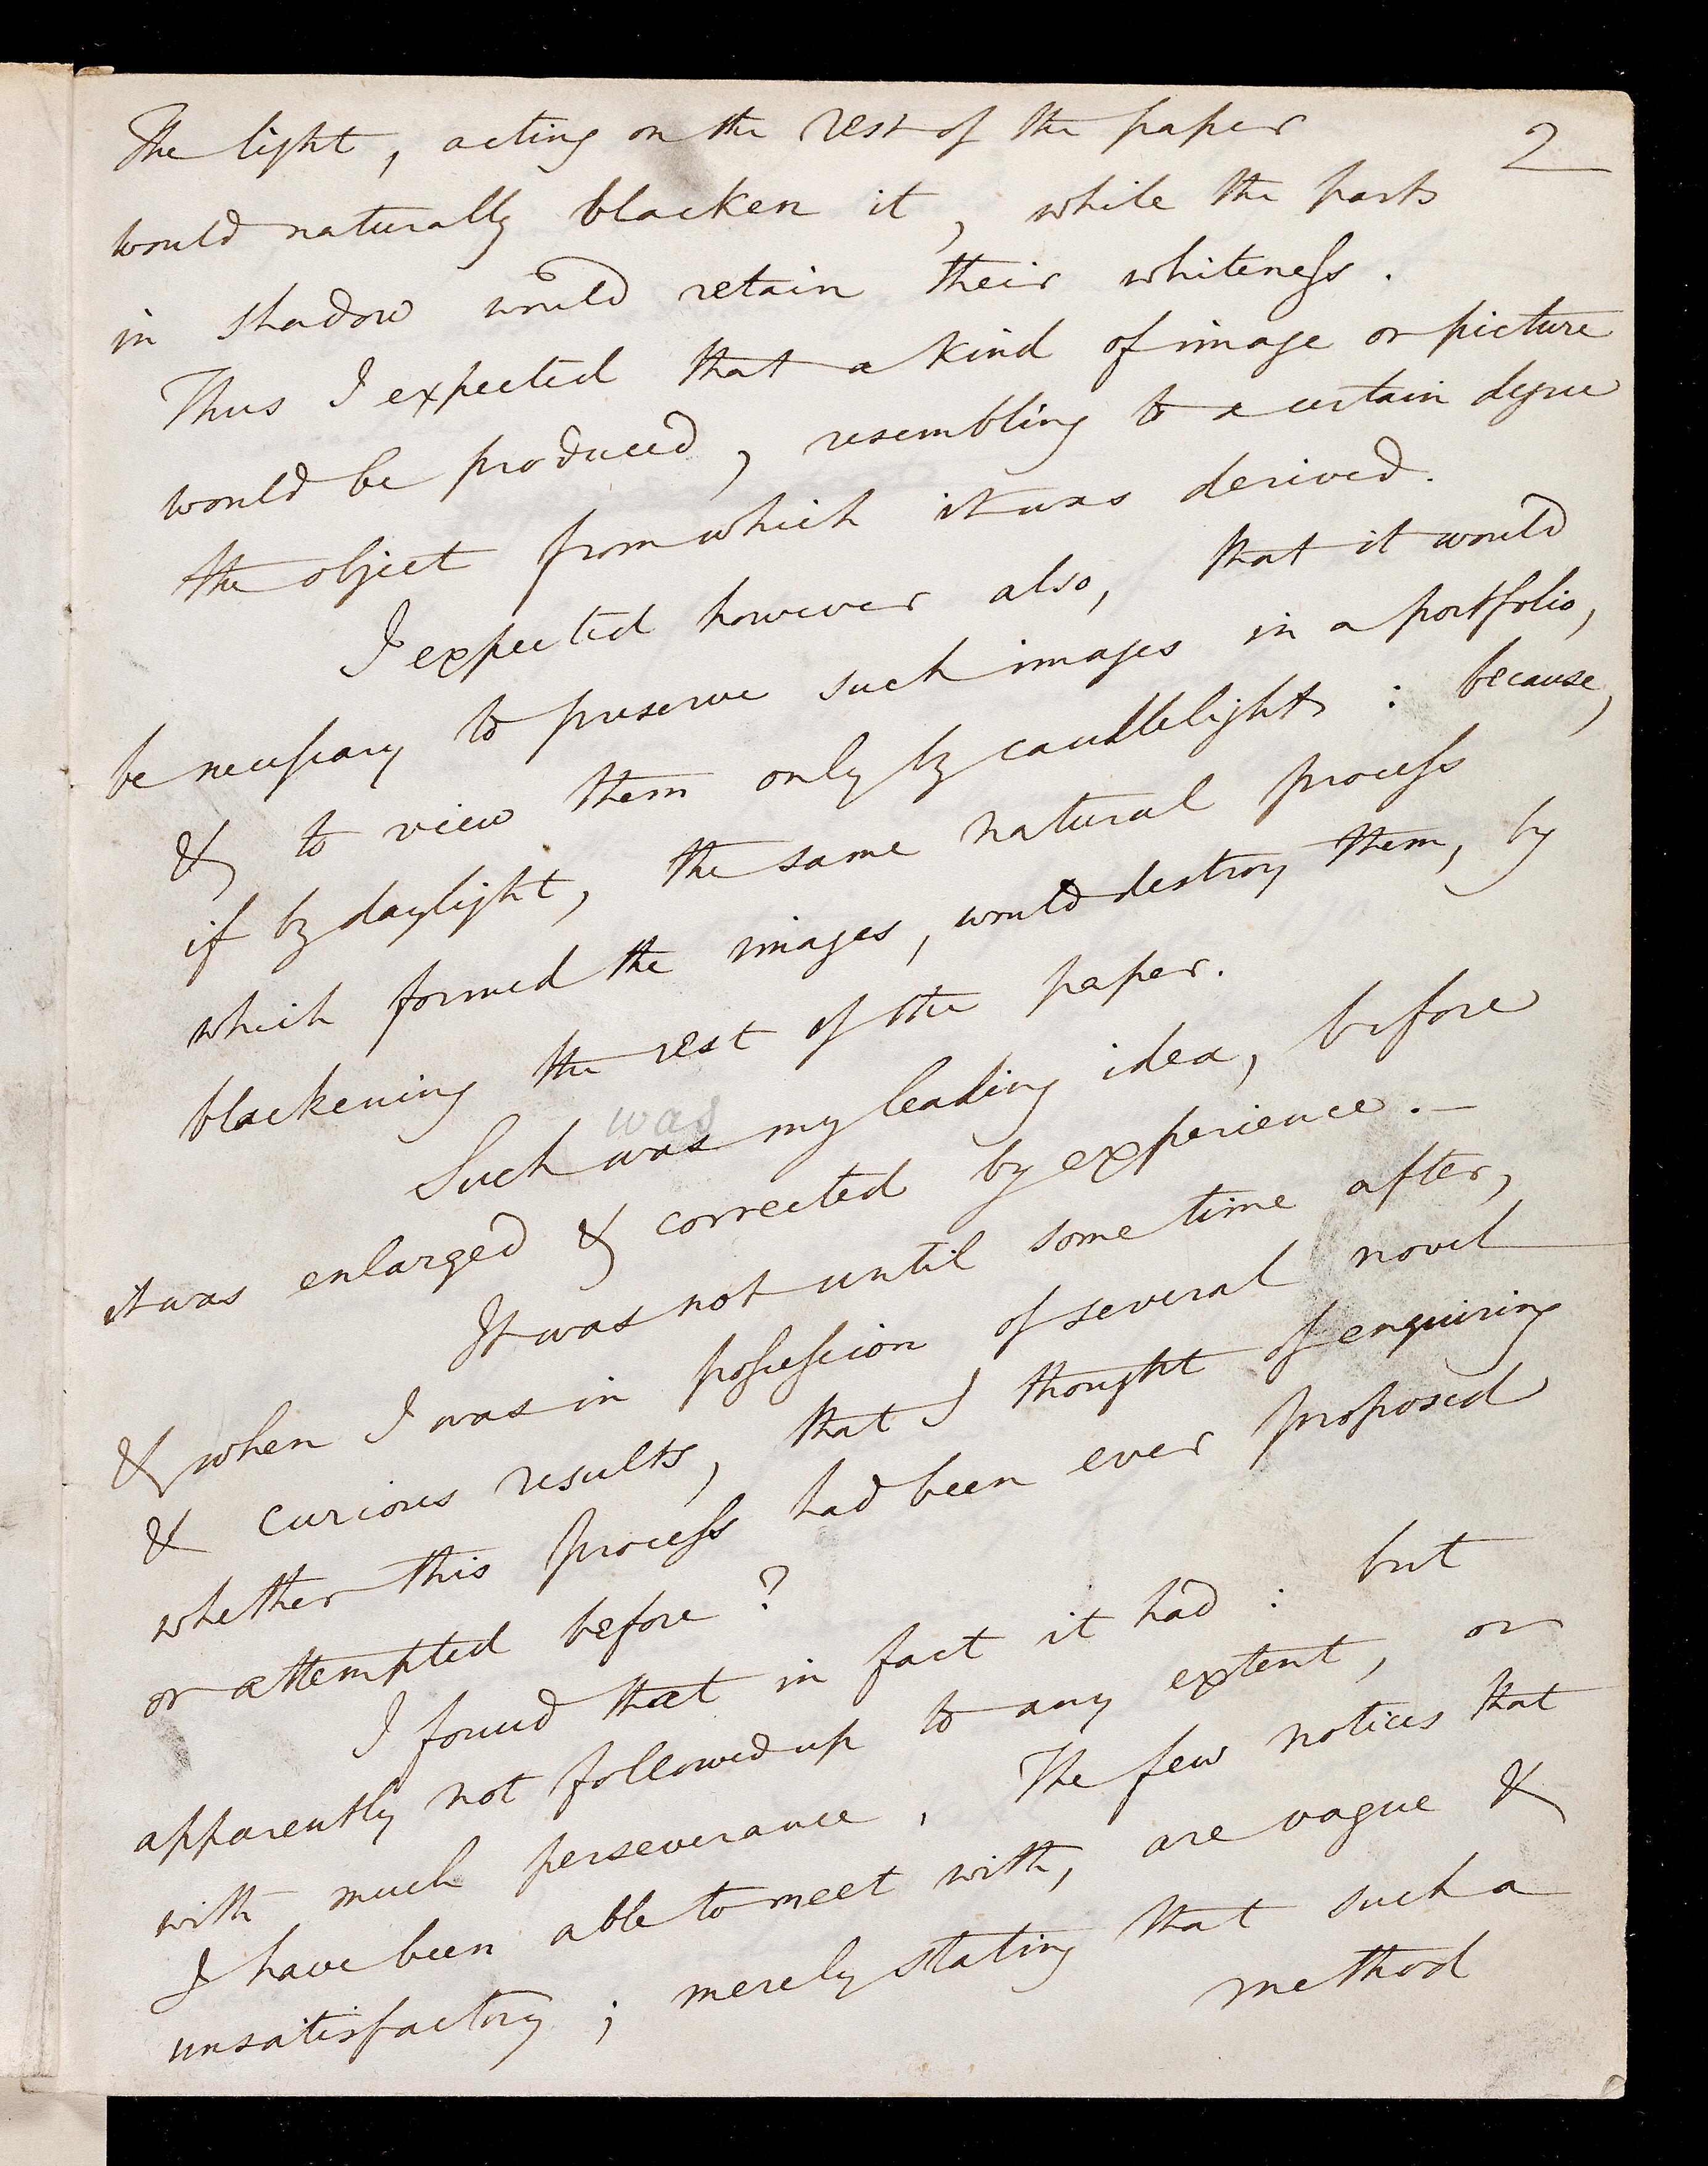 2
The light, acting on the rest of the paper
would naturally blacken it, while the parts
in shadow would retain their whiteneſs.
Thus I expected that a kind of image or picture
would be produced, resembling to a certain degree
the object from which it was derived.
I expected however also, that it would
be neceſsary to preserve such images in a portfolio,
& to view them only by candlelight : because,
if by daylight, the same natural proceſs
which formed the images, would destroy them, by
blackening the rest of the paper.
was
Such was my leading idea, before
it was enlarged & corrected by experience. —
It was not until some time after,
& when I was in poſseſsion of several novel
& curious results, that I thought of enquiring
whether this proceſs had been ever proposed
or attempted before?
I found that in fact it had : but
apparently not followed up to any extent, or
with much perseverance. The few notices that
I have been able to meet with, are vague &
unsatisfactory ; merely stating that such a
method